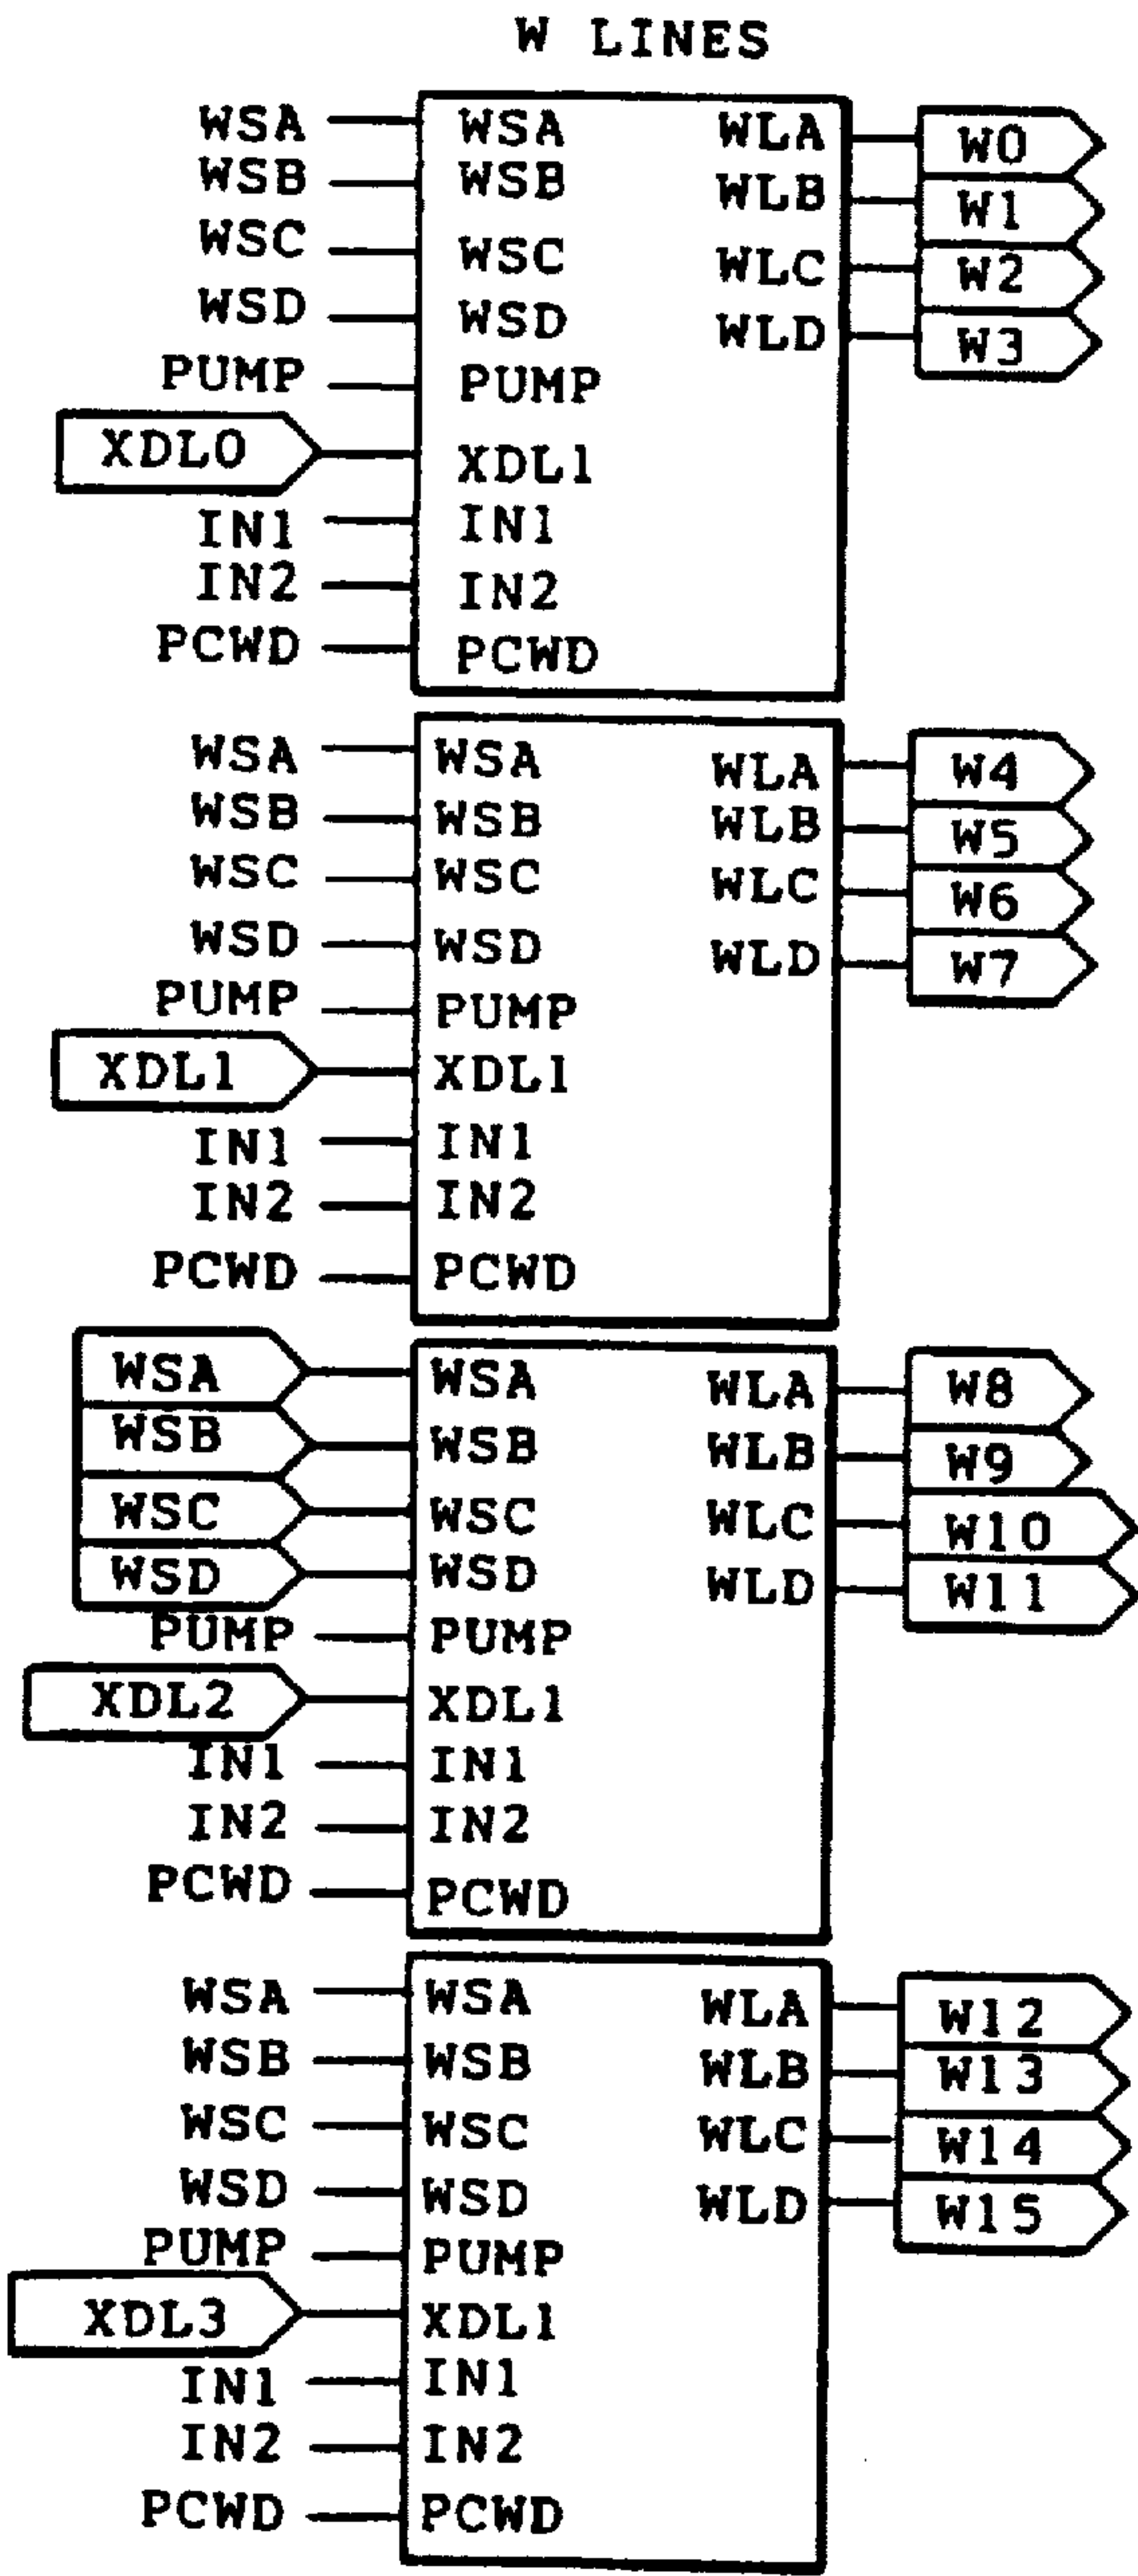 W LINES
WSA WSA WLA W0
WSB WSB WLB W1
WSC WSC WLC W2
WSD WSD WLD W3
PUMP PUMP
XDL0 XDL1
IN1 IN1
IN2 IN2
PCWD PCWD
WSA WSA WLA W4
WSB WSB WLB W5
WSC WSC WLC W6
WSD WSD WLD W7
PUMP PUMP
XDL1 XDL1
IN1 IN1
IN2 IN2
PCWD PCWD
WSA WSA WLA W8
WSB WSB WLB W9
WSC WSC WLC W10
WSD WSD WLD W11
PUMP PUMP
XDL2 XDL1
IN1 IN1
IN2 IN2
PCWD PCWD
WSA WSA WLA W12
WSB WSB WLB W13
WSC WSC WLC W14
WSD WSD WLD W15
PUMP PUMP
XDL3 XDL1
IN1 IN1
IN2 IN2
PCWD PCWD